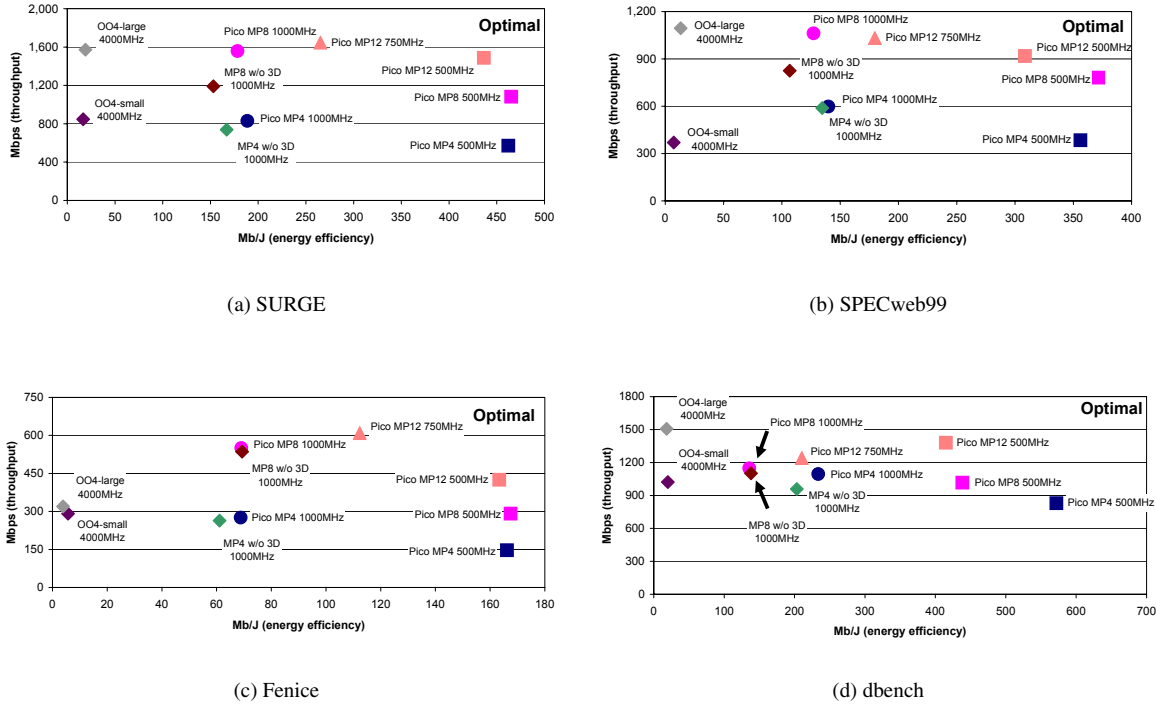 Optimal
OO4-large
4000MHz
Pico MP8 1000MHz
Pico MP12 750MHz
Pico MP12 500MHz
MP8 w/o 3D
1000MHz
Pico MP8 500MHz
OO4-small
4000MHz
Pico MP4 1000MHz
MP4 w/o 3D
1000MHz
Pico MP4 500MHz
Mbps (throughput)
2,000
1,600
1,200
800
400
0
0 50 100 150 200 250 300 350 400 450 500
Mb/J (energy efficiency)
(a) SURGE
Optimal
OO4-large
4000MHz
Pico MP8 1000MHz
Pico MP12 750MHz
Pico MP12 500MHz
MP8 w/o 3D
1000MHz
Pico MP8 500MHz
Pico MP4 1000MHz
MP4 w/o 3D
1000MHz
OO4-small
4000MHz
Pico MP4 500MHz
Mbps (throughput)
1,200
900
600
300
0
0 50 100 150 200 250 300 350 400
Mb/J (energy efficiency)
(b) SPECweb99
Optimal
Pico MP12 750MHz
Pico MP8 1000MHz
MP8 w/o 3D
1000MHz
OO4-large
4000MHz
Pico MP12 500MHz
OO4-small
4000MHz
Pico MP4 1000MHz
Pico MP8 500MHz
MP4 w/o 3D
1000MHz
Pico MP4 500MHz
Mbps (throughput)
750
600
450
300
150
0
0 20 40 60 80 100 120 140 160 180
Mb/J (energy efficiency)
(c) Fenice
Optimal
OO4-large
4000MHz
Pico MP8 1000MHz
Pico MP12 500MHz
OO4-small
4000MHz
Pico MP12 750MHz
Pico MP4 1000MHz
Pico MP8 500MHz
MP4 w/o 3D
1000MHz
Pico MP4 500MHz
MP8 w/o 3D
1000MHz
Mbps (throughput)
1800
1500
1200
900
600
300
0
0 100 200 300 400 500 600 700
Mb/J (energy efficiency)
(d) dbench